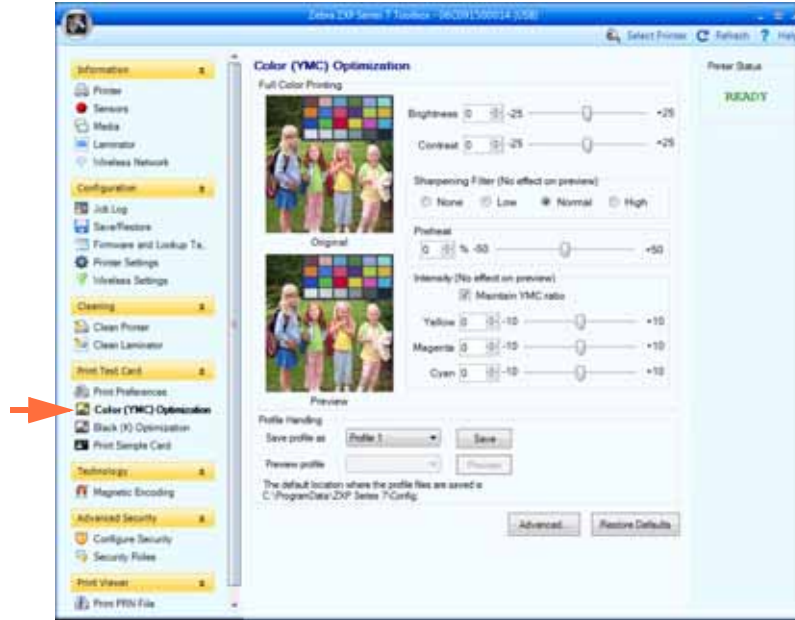 Zebra ZXP Series 7 Toolbox - 06C091500014 (USB)
Select Printer Refresh ? Help
Information
Printer
Sensors
Media
Laminator
Wireless Network
Configuration
Job Log
Save/Restore
Firmware and Lookup Ta..
Printer Settings
Wireless Settings
Cleaning
Clean Printer
Clean Laminator
Print Test Card
Print Preferences
Color (YMC) Optimization
Black (K) Optimization
Print Sample Card
Technology
Magnetic Encoding
Advanced Security
Configure Security
Security Roles
Print Viewer
Print PRN File
Color (YMC) Optimization
Full Color Printing
Original
Preview
Brightness 0 -25 +25
Contrast 0 -25 +25
Sharpening Filter (No effect on preview)
None Low Normal High
Preheat
0 % -50 +50
Intensity (No effect on preview)
Maintain YMC ratio
Yellow 0 -10 +10
Magenta 0 -10 +10
Cyan 0 -10 +10
Profile Handling
Save profile as Profile 1 Save
Preview profile Preview
The default location where the profile files are saved is
C:\ProgramData\ZXP Series 7\Config
Advanced... Restore Defaults
Printer Status
READY